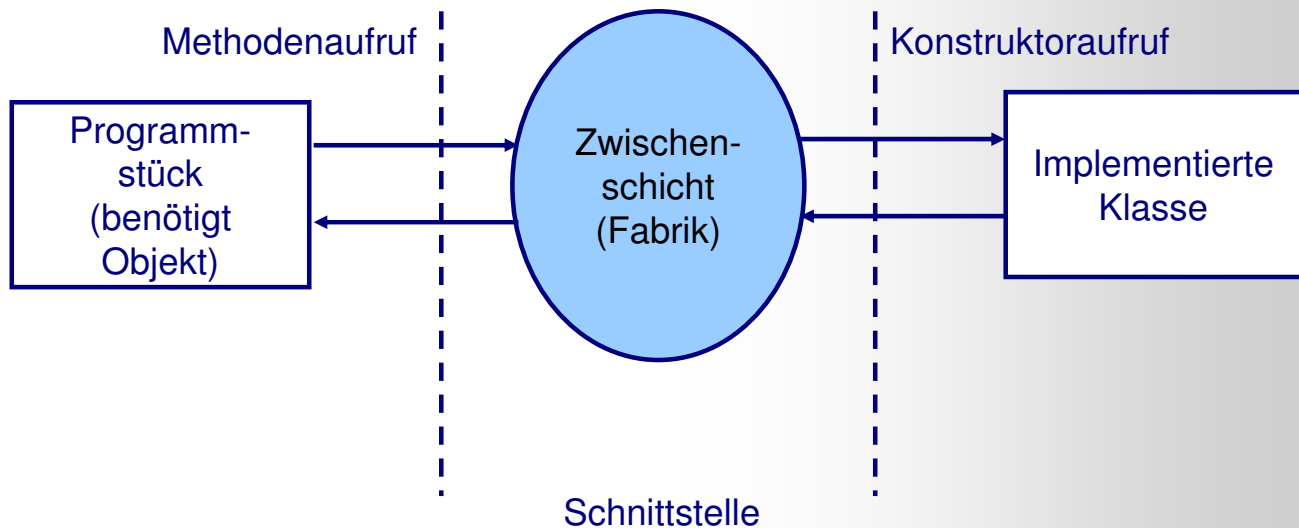 Methodenaufruf
Konstruktoraufruf
Programm-
stück
(benötigt
Objekt)
Zwischen-
schicht
(Fabrik)
Implementierte
Klasse
Schnittstelle